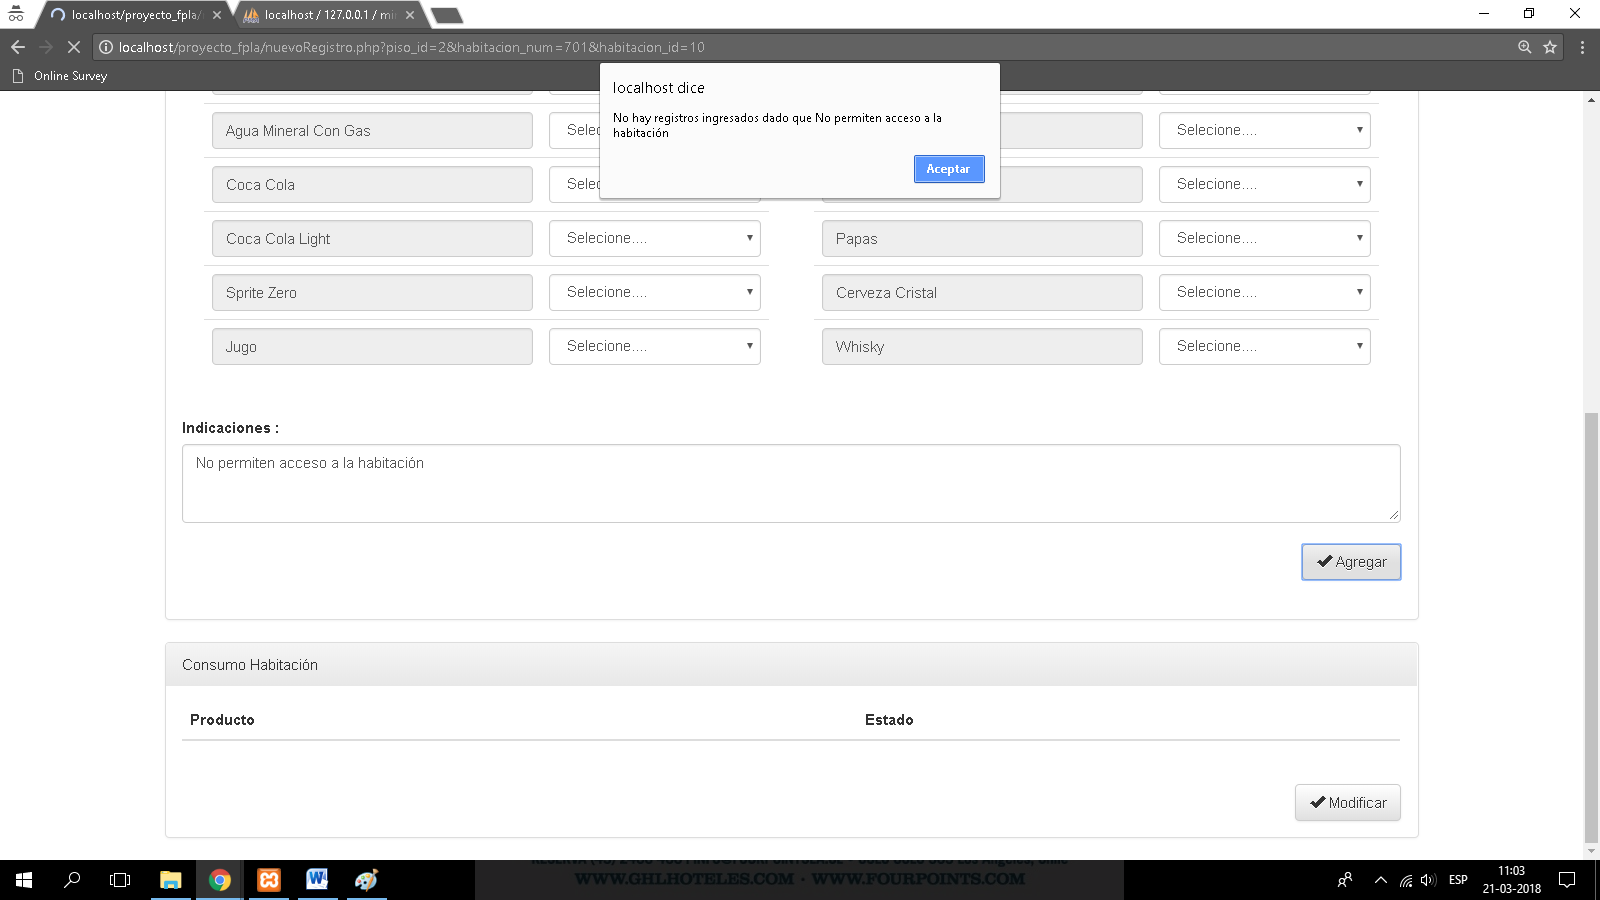 localhost/proyecto_fpla/
localhost / 127.0.0.1 / mi
localhost/proyecto_fpla/nuevoRegistro.php?piso_id=2&habitacion_num=701&habitacion_id=10
Online Survey
localhost dice
No hay registros ingresados dado que No permiten acceso a la
habitación
Aceptar
Agua Mineral Con Gas
Selec
Selecione....
Coca Cola
Selec
Selecione....
Coca Cola Light
Selecione....
Papas
Selecione....
Sprite Zero
Selecione....
Cerveza Cristal
Selecione....
Jugo
Selecione....
Whisky
Selecione....
Indicaciones :
No permiten acceso a la habitación
Agregar
Consumo Habitación
Producto
Estado
Modificar
WWW.GHLHOTELES.COM · WWW.FOURPOINTS.COM
ESP
11:03
21-03-2018